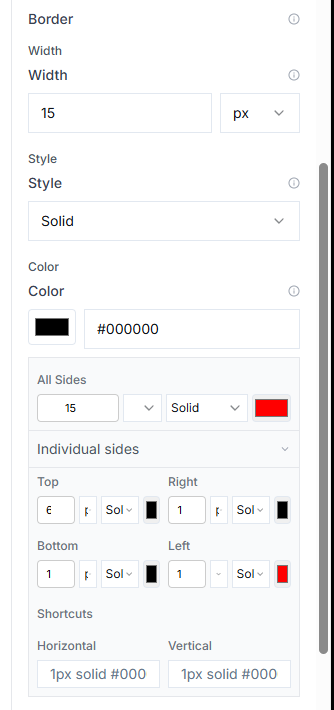 Border
Width
Width
15 px
Style
Style
Solid
Color
Color
#000000
All Sides
15 Solid
Individual sides
Top Right
Sol 1 Sol
Bottom Left
1 Sol 1 Sol
Shortcuts
Horizontal Vertical
1px solid #000 1px solid #000